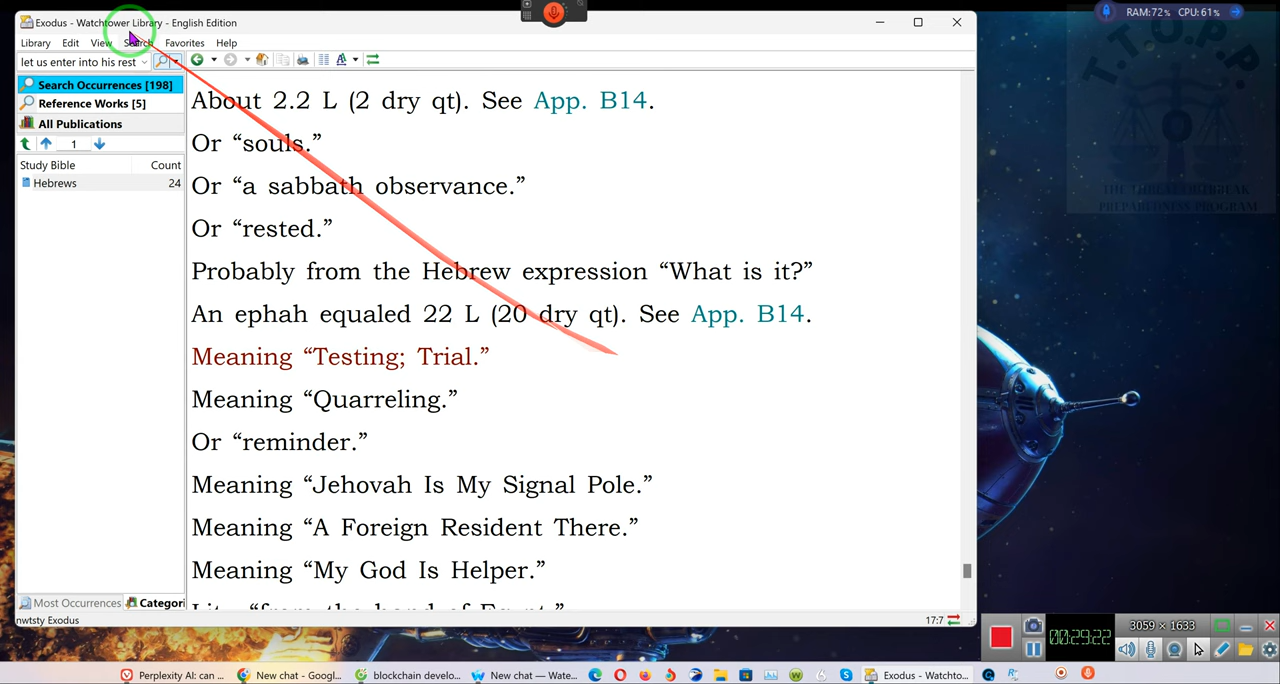 Exodus - Watchtower Library - English Edition
RAM:72% CPU:61%
Library Edit View Search Favorites Help
let us enter into his rest
Search Occurrences [198]
Reference Works [5]
All Publications
1
Study Bible Count
Hebrews 24
About 2.2 L (2 dry qt). See App. B14.
Or “souls.”
Or “a sabbath observance.”
Or “rested.”
Probably from the Hebrew expression “What is it?”
An ephah equaled 22 L (20 dry qt). See App. B14.
Meaning “Testing; Trial.”
Meaning “Quarreling.”
Or “reminder.”
Meaning “Jehovah Is My Signal Pole.”
Meaning “A Foreign Resident There.”
Meaning “My God Is Helper.”
Most Occurrences Categori
nwtsty Exodus 17:7
T.O.P.P.
THE THREAT OUTBREAK
PREPAREDNESS PROGRAM
00:29:22
3059 × 1633
Perplexity AI: can ... New chat - Googl... blockchain develo... New chat — Wate... Exodus - Watchto...